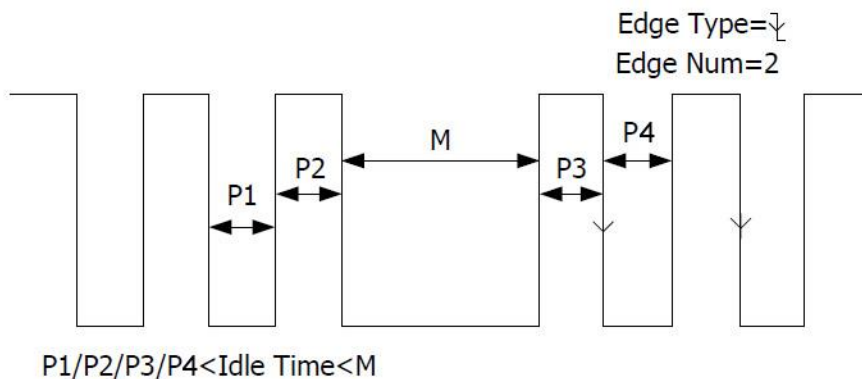 Edge Type=
Edge Num=2
P4
M
P2
P3
P1
P1/P2/P3/P4<Idle Time<M